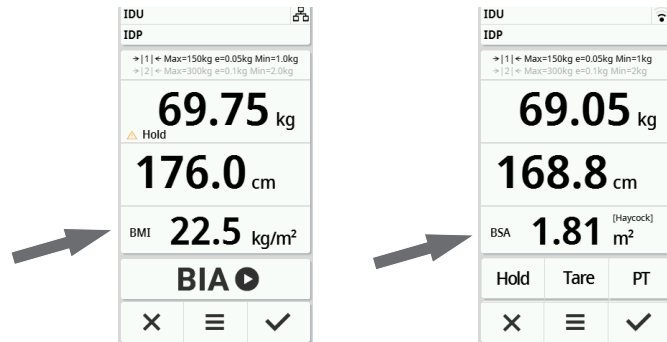 IDU
IDP
→|1|← Max=150kg e=0.05kg Min=1.0kg
→|2|← Max=300kg e=0.1kg Min=2.0kg
69.75 kg
Hold
176.0 cm
BMI 22.5 kg/m²
BIA
IDU
IDP
→|1|← Max=150kg e=0.05kg Min=1kg
→|2|← Max=300kg e=0.1kg Min=2kg
69.05 kg
168.8 cm
[Haycock]
BSA 1.81 m²
Hold Tare PT